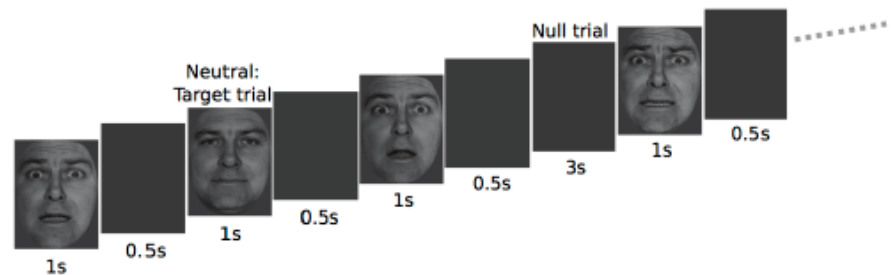 Neutral:
Target trial
Null trial
1s
0.5s
1s
0.5s
1s
0.5s
3s
1s
0.5s